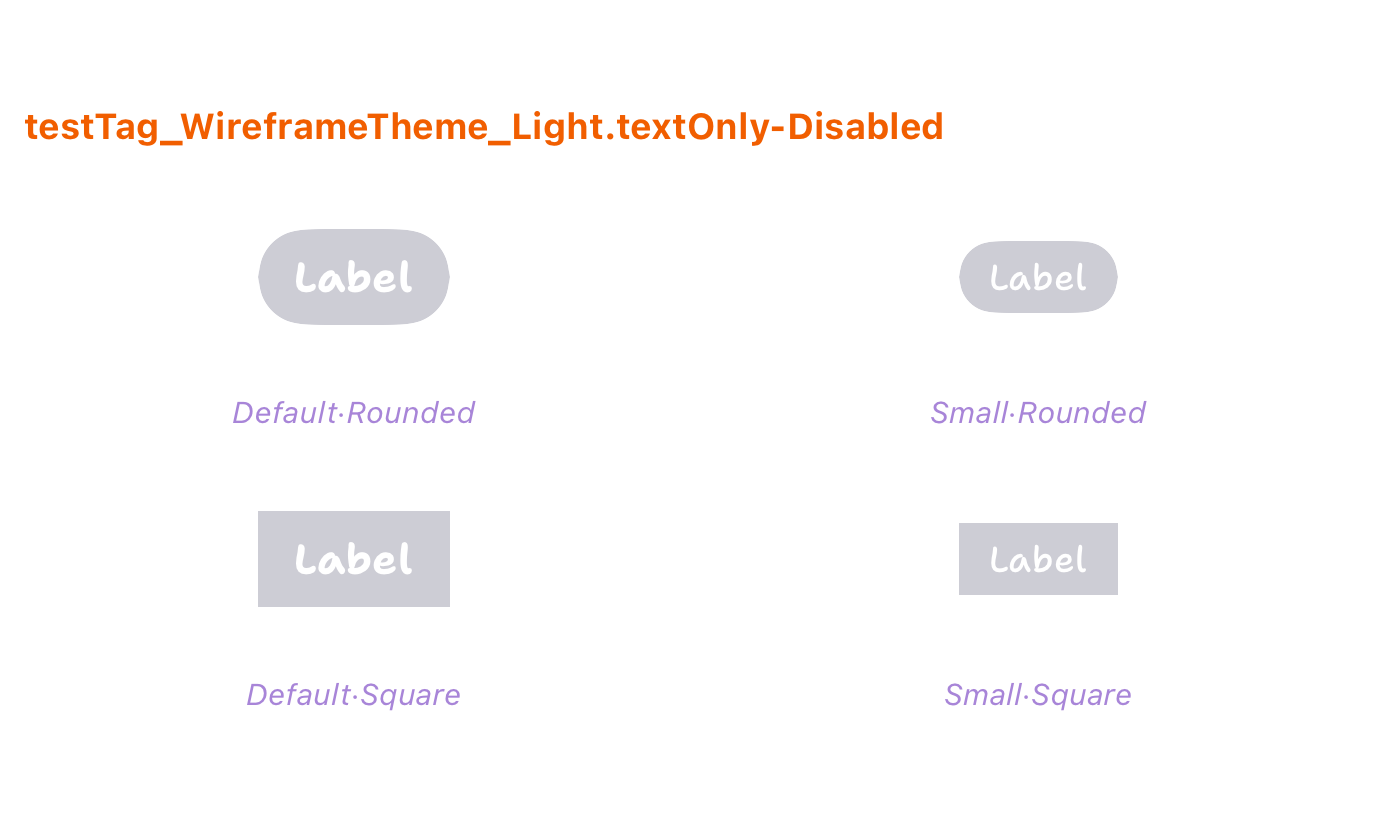 testTag_WireframeTheme_Light.textOnly-Disabled
Label
Label
Default·Rounded
Small·Rounded
Label
Label
Default·Square
Small·Square